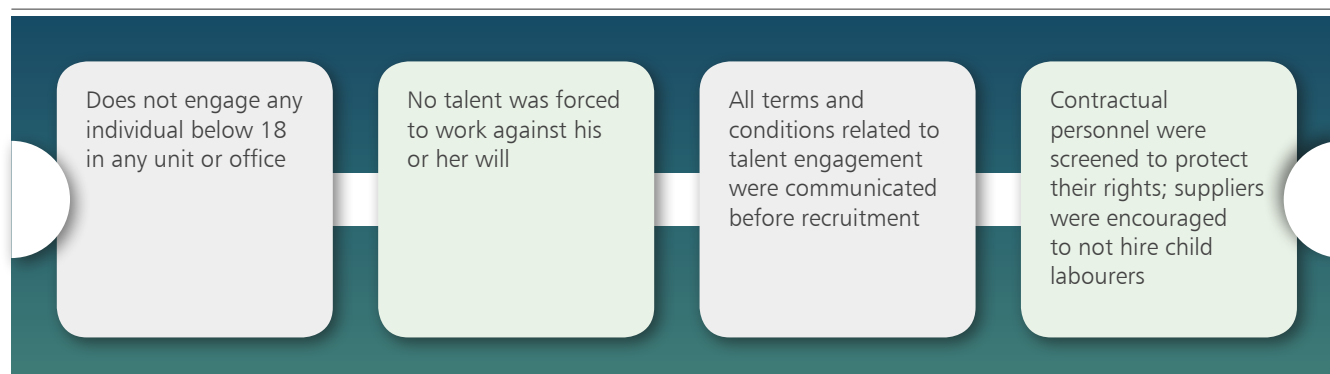 Does not engage any
individual below 18
in any unit or office
No talent was forced
to work against his
or her will
All terms and
conditions related to
talent engagement
were communicated
before recruitment
Contractual
personnel were
screened to protect
their rights; suppliers
were encouraged
to not hire child
labourers